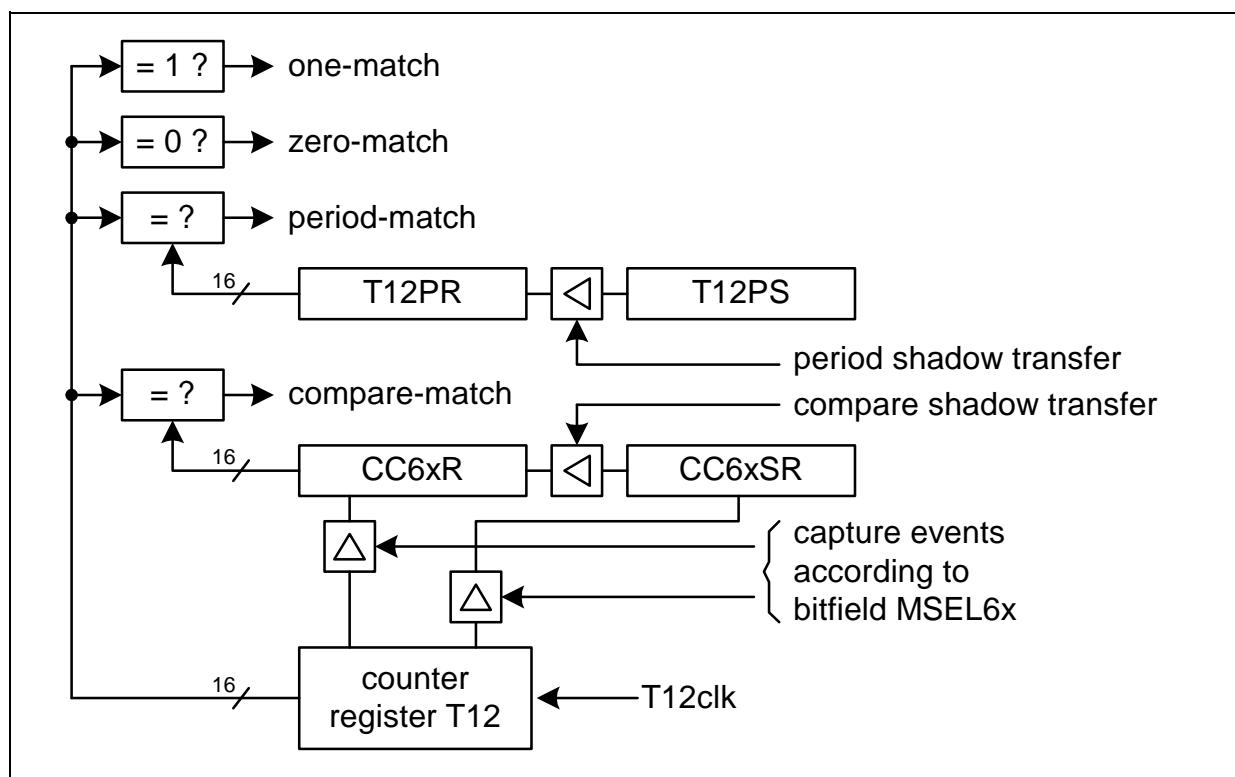 = 1 ?
one-match
= 0 ?
zero-match
= ?
period-match
16
T12PR
T12PS
period shadow transfer
= ?
compare-match
compare shadow transfer
16
CC6xR
CC6xSR
capture events
according to
bitfield MSEL6x
16
counter
register T12
T12clk